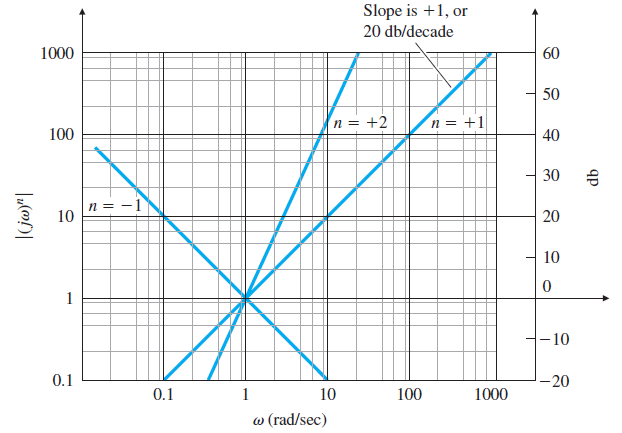 Slope is +1, or
20 db/decade
1000
60
50
n = +2
n = +1
100
40
30
db
|(jω)ⁿ|
n = −1
10
20
10
0
1
−10
0.1
−20
0.1
1
10
100
1000
ω (rad/sec)